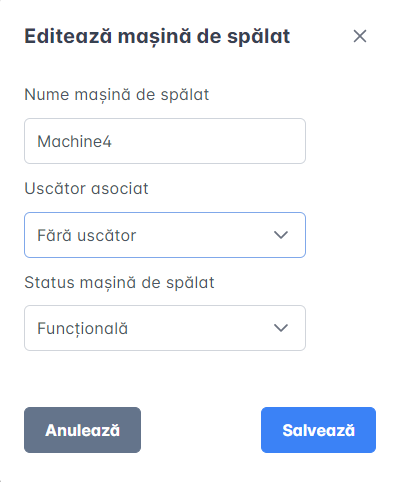 Editează mașină de spălat
Nume mașină de spălat
Machine4
Uscător asociat
Fără uscător
Status mașină de spălat
Funcțională
Anulează
Salvează